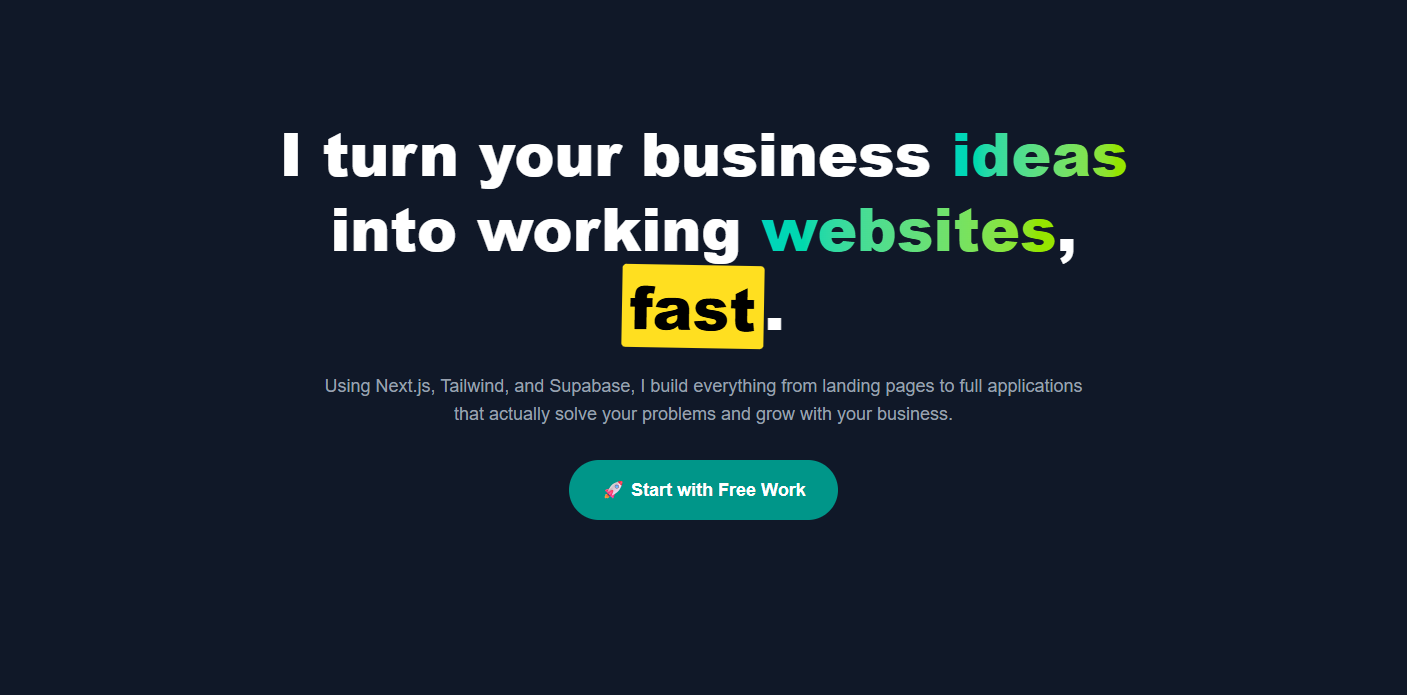 I turn your business ideas
into working websites,
fast.
Using Next.js, Tailwind, and Supabase, I build everything from landing pages to full applications
that actually solve your problems and grow with your business.
🚀 Start with Free Work